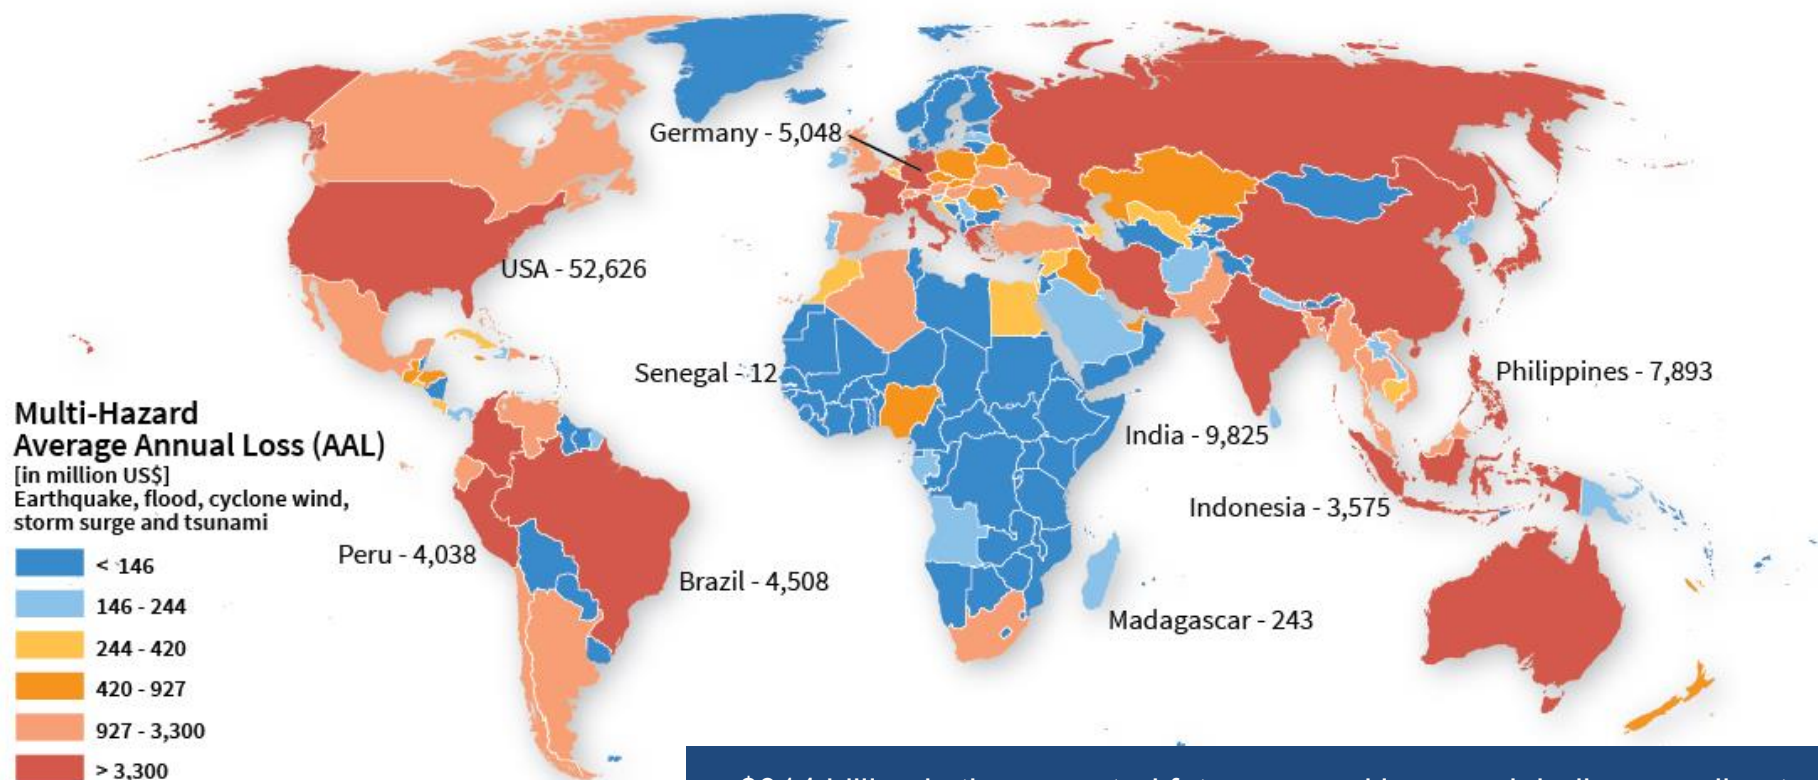 Germany - 5,048
USA - 52,626
Senegal - 12
Philippines - 7,893
India - 9,825
Indonesia - 3,575
Peru - 4,038
Brazil - 4,508
Madagascar - 243
Multi-Hazard
Average Annual Loss (AAL)
[in million US$]
Earthquake, flood, cyclone wind,
storm surge and tsunami
< 146
146 - 244
244 - 420
420 - 927
927 - 3,300
> 3,300